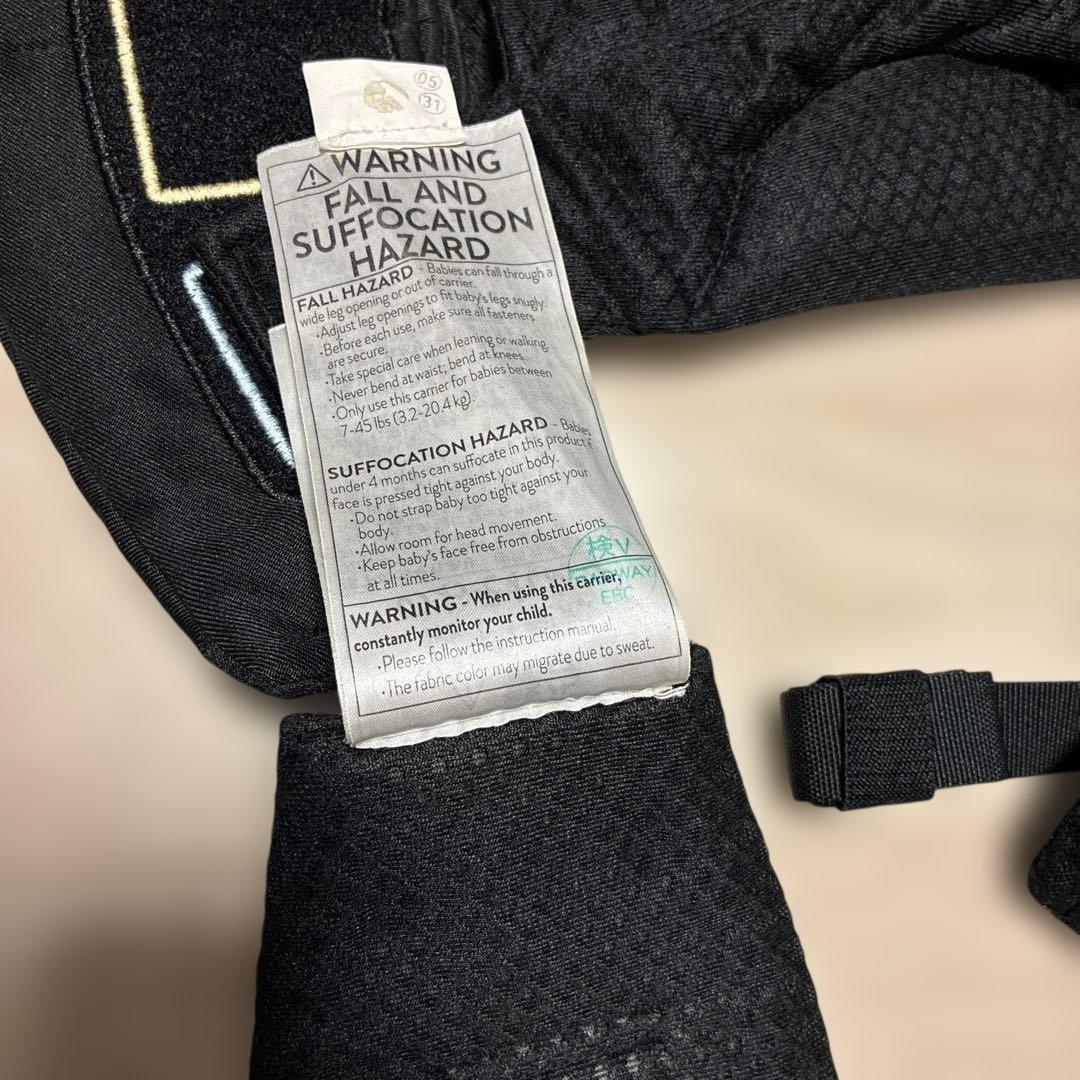 05
31
WARNING
FALL AND
SUFFOCATION
HAZARD
FALL HAZARD - Babies can fall through a
wide leg opening or out of carrier.
·Adjust leg openings to fit baby's legs snugly.
·Before each use, make sure all fasteners
are secure.
·Take special care when leaning or walking.
·Never bend at waist; bend at knees.
·Only use this carrier for babies between
7-45 lbs (3.2-20.4 kg).
SUFFOCATION HAZARD - Babies
under 4 months can suffocate in this product if
face is pressed tight against your body.
·Do not strap baby too tight against your
body.
·Allow room for head movement.
·Keep baby's face free from obstructions
at all times.
検V
EBC
WARNING - When using this carrier,
constantly monitor your child.
·Please follow the instruction manual.
·The fabric color may migrate due to sweat.